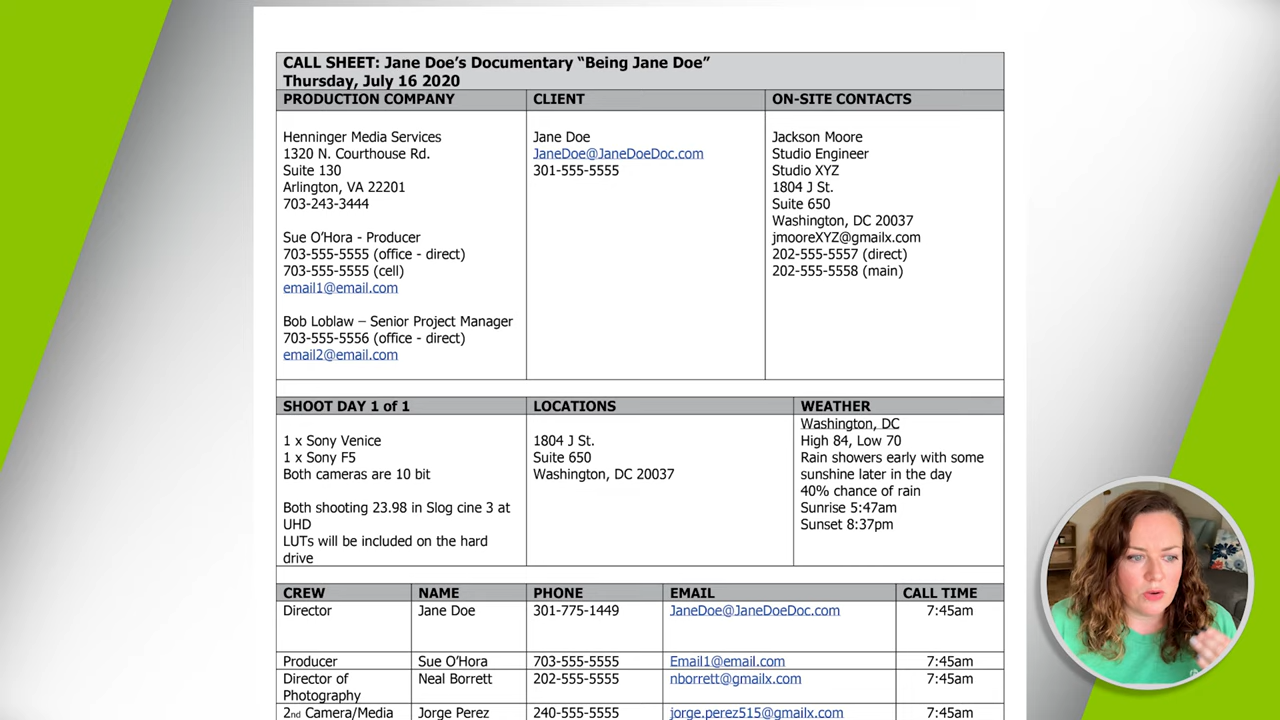 CALL SHEET: Jane Doe’s Documentary “Being Jane Doe”
Thursday, July 16 2020
PRODUCTION COMPANY
Henninger Media Services
1320 N. Courthouse Rd.
Suite 130
Arlington, VA 22201
703-243-3444
Sue O’Hora - Producer
703-555-5555 (office - direct)
703-555-5555 (cell)
email1@email.com
Bob Loblaw – Senior Project Manager
703-555-5556 (office - direct)
email2@email.com
CLIENT
Jane Doe
JaneDoe@JaneDoeDoc.com
301-555-5555
ON-SITE CONTACTS
Jackson Moore
Studio Engineer
Studio XYZ
1804 J St.
Suite 650
Washington, DC 20037
jmooreXYZ@gmailx.com
202-555-5557 (direct)
202-555-5558 (main)
SHOOT DAY 1 of 1
1 x Sony Venice
1 x Sony F5
Both cameras are 10 bit
Both shooting 23.98 in Slog cine 3 at
UHD
LUTs will be included on the hard
drive
LOCATIONS
1804 J St.
Suite 650
Washington, DC 20037
WEATHER
Washington, DC
High 84, Low 70
Rain showers early with some
sunshine later in the day
40% chance of rain
Sunrise 5:47am
Sunset 8:37pm
CREW NAME PHONE EMAIL CALL TIME
Director Jane Doe 301-775-1449 JaneDoe@JaneDoeDoc.com 7:45am
Producer Sue O’Hora 703-555-5555 Email1@email.com 7:45am
Director of Neal Borrett 202-555-5555 nborrett@gmailx.com 7:45am
Photography
2nd Camera/Media Jorge Perez 240-555-5555 jorge.perez515@gmailx.com 7:45am